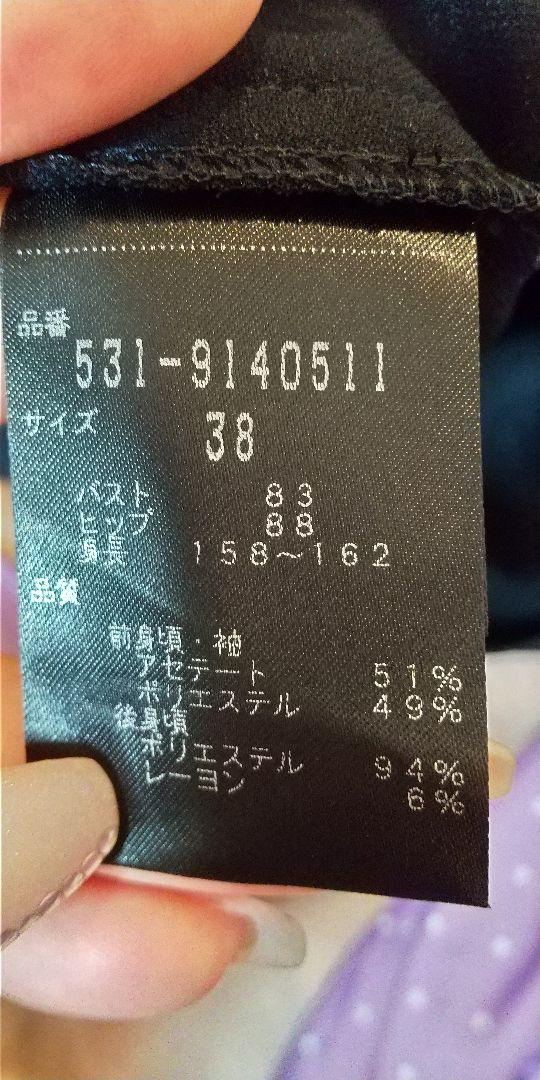 品番
531-9140511
サイズ 38
バスト 83
ヒップ 88
身長 158~162
品質
前身頃・袖
アセテート 51%
ポリエステル 49%
後身頃
ポリエステル 94%
レーヨン 6%